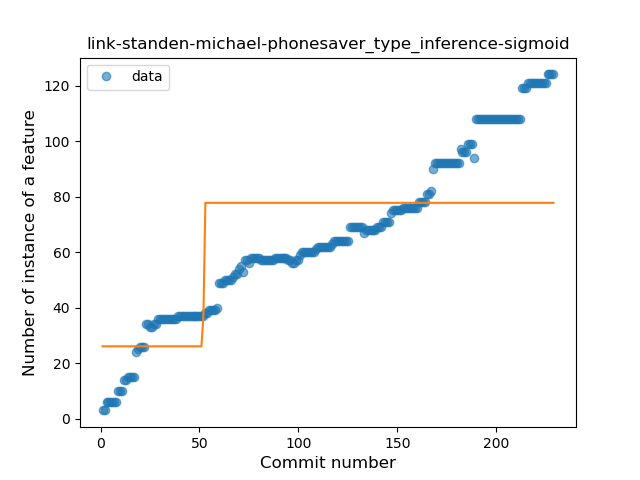 link-standen-michael-phonesaver_type_inference-sigmoid
data
Number of instance of a feature
120
100
80
60
40
20
0
0 50 100 150 200
Commit number